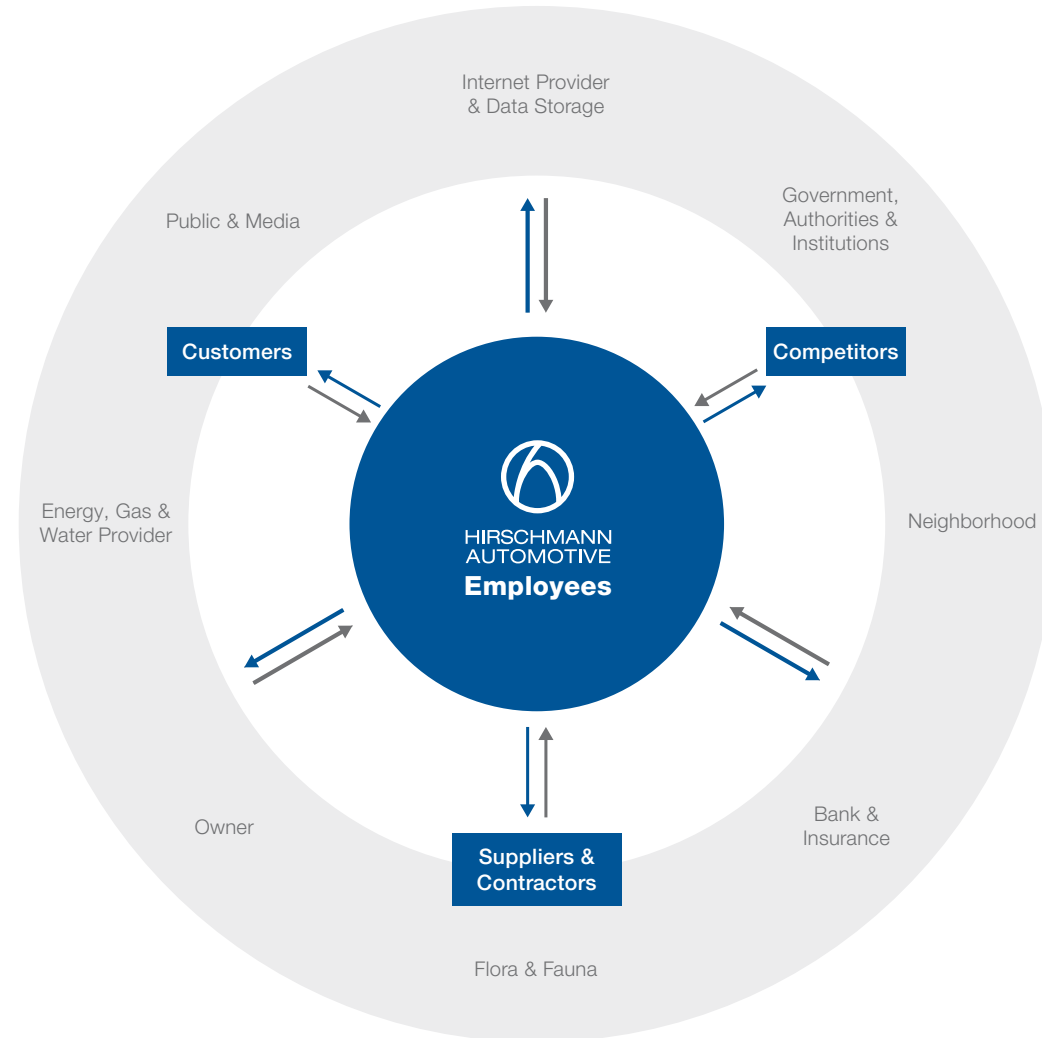 Internet Provider
& Data Storage
Government,
Authorities &
Institutions
Public & Media
Customers
Competitors
HIRSCHMANN
AUTOMOTIVE
Employees
Energy, Gas &
Water Provider
Neighborhood
Owner
Bank &
Insurance
Suppliers &
Contractors
Flora & Fauna